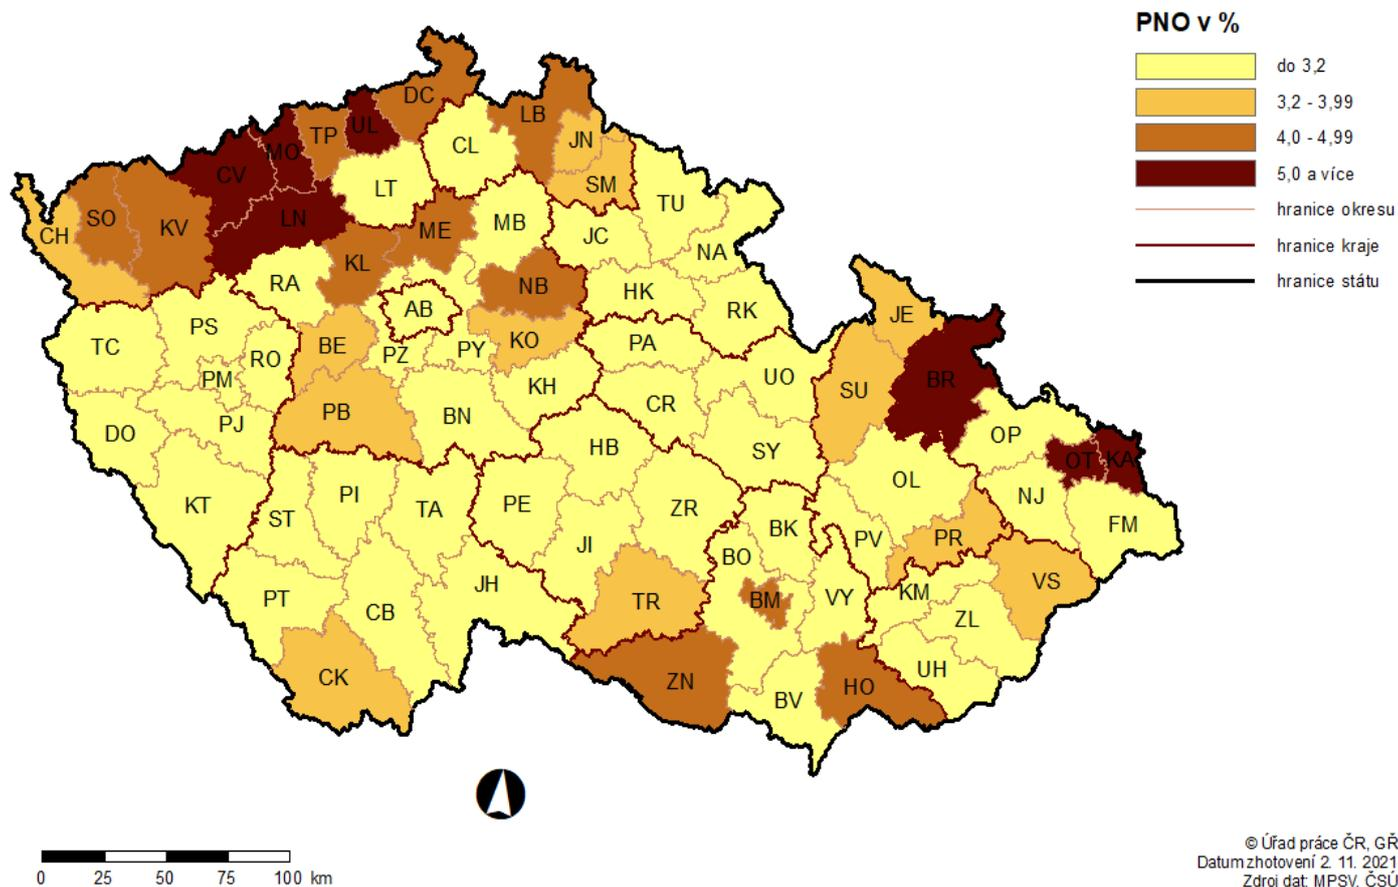 PNO v %
do 3,2
3,2 - 3,99
4,0 - 4,99
5,0 a více
hranice okresu
hranice kraje
hranice státu
DC
LB
UL
TP
MO
JN
CL
CV
LT
SM
SO
KV
LN
CH
TU
MB
ME
JC
NA
KL
RA
NB
HK
AB
RK
JE
PS
KO
TC
BE
PZ
PY
PA
RO
PM
UO
SU
BR
KH
PB
BN
CR
PJ
DO
HB
SY
OP
OT
KA
OL
NJ
KT
ST
PI
TA
PE
ZR
FM
BK
PV
PR
JI
BO
VS
JH
KM
PT
CB
TR
BM
VY
ZL
UH
CK
ZN
BV
HO
0 25 50 75 100 km
© Úřad práce ČR, GŘ
Datum zhotovení 2. 11. 2021
Zdroj dat: MPSV, ČSÚ